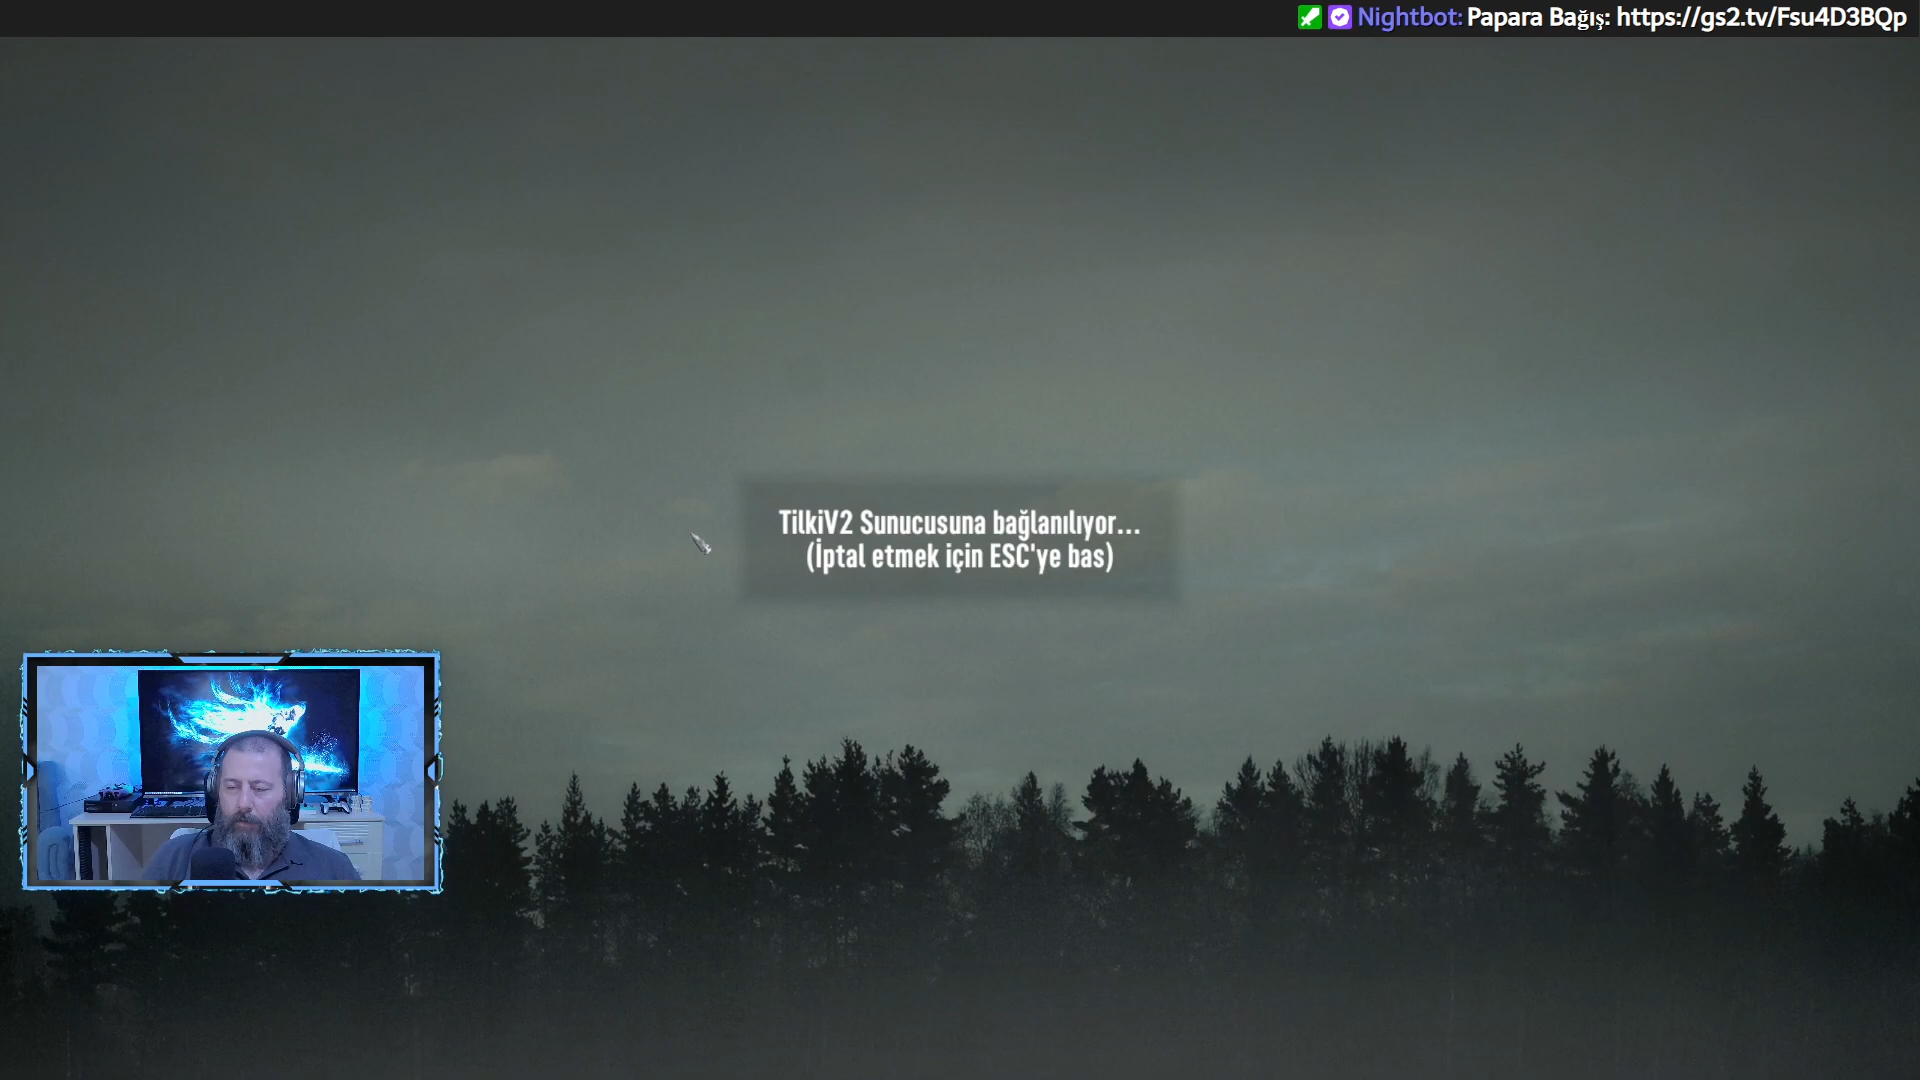 Nightbot: Papara Bağış: https://gs2.tv/Fsu4D3BQp
TilkiV2 Sunucusuna bağlanılıyor...
(İptal etmek için ESC'ye bas)